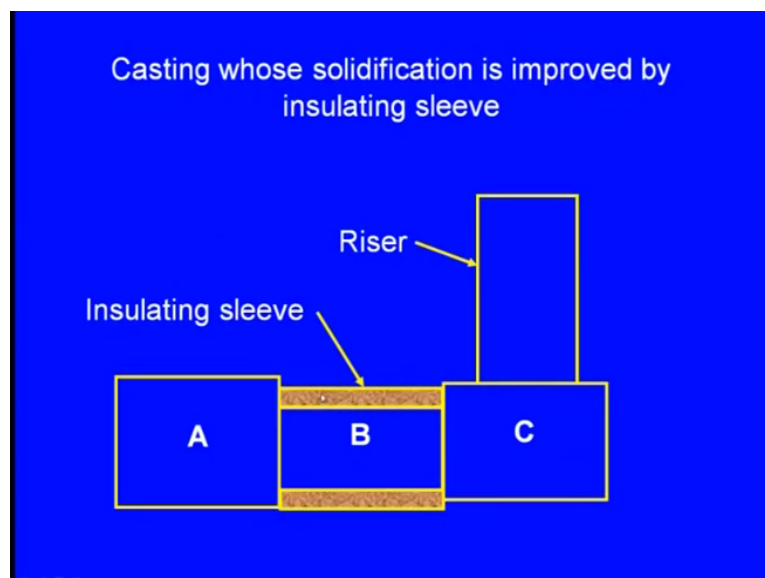 Casting whose solidification is improved by
insulating sleeve
Riser
Insulating sleeve
A
B
C